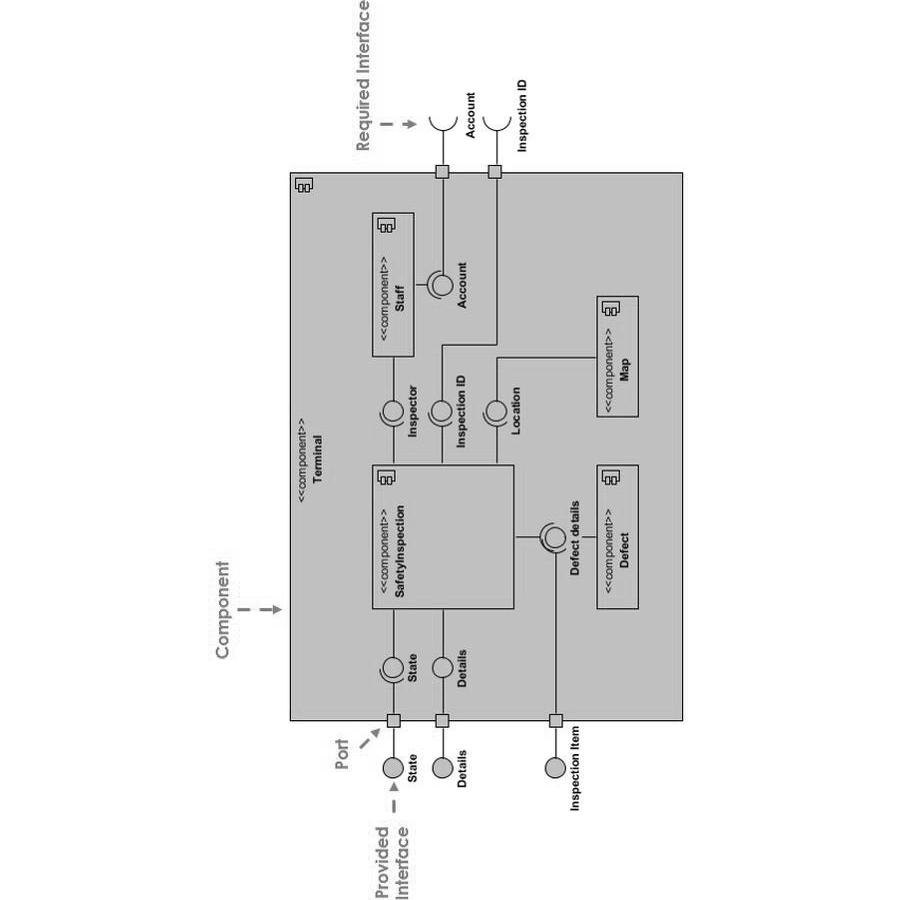 Component
Port
Provided
Interface
Required Interface
<<component>>
Terminal
State
Details
Inspection Item
State
Details
<<component>>
SafetyInspection
Defect details
<<component>>
Defect
Inspector
Inspection ID
Location
<<component>>
Staff
Account
<<component>>
Map
Account
Inspection ID